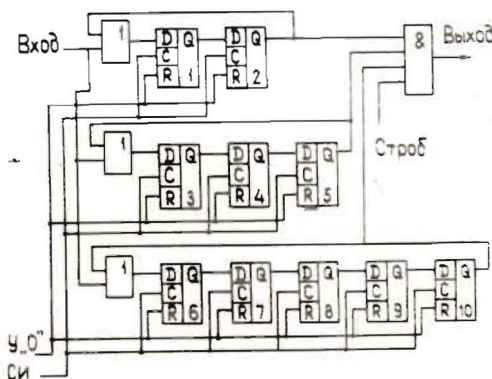 1 D Q
C
R 1
D Q
C
R 2
&
Вход
Выход
Строб
1 D Q
C
R 3
D Q
C
R 4
D Q
C
R 5
1 D Q
C
R 6
D Q
C
R 7
D Q
C
R 8
D Q
C
R 9
D Q
C
R 10
У„0"
СИ